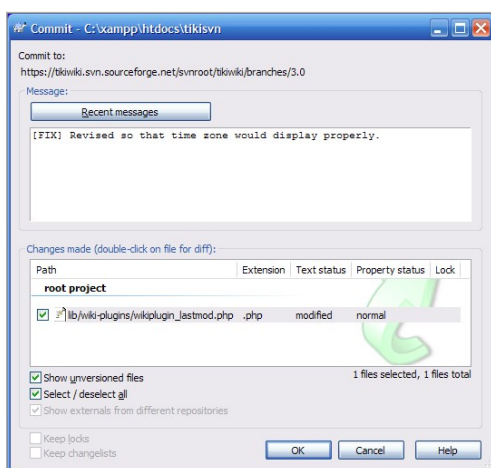 Commit - C:\xampp\htdocs\tikisvn
Commit to:
https://tikiwiki.svn.sourceforge.net/svnroot/tikiwiki/branches/3.0
Message:
Recent messages
[FIX] Revised so that time zone would display properly.
Changes made (double-click on file for diff):
Path Extension Text status Property status Lock
root project
lib/wiki-plugins/wikiplugin_lastmod.php .php modified normal
Show unversioned files 1 files selected, 1 files total
Select / deselect all
Show externals from different repositories
Keep locks
Keep changelists
OK Cancel Help